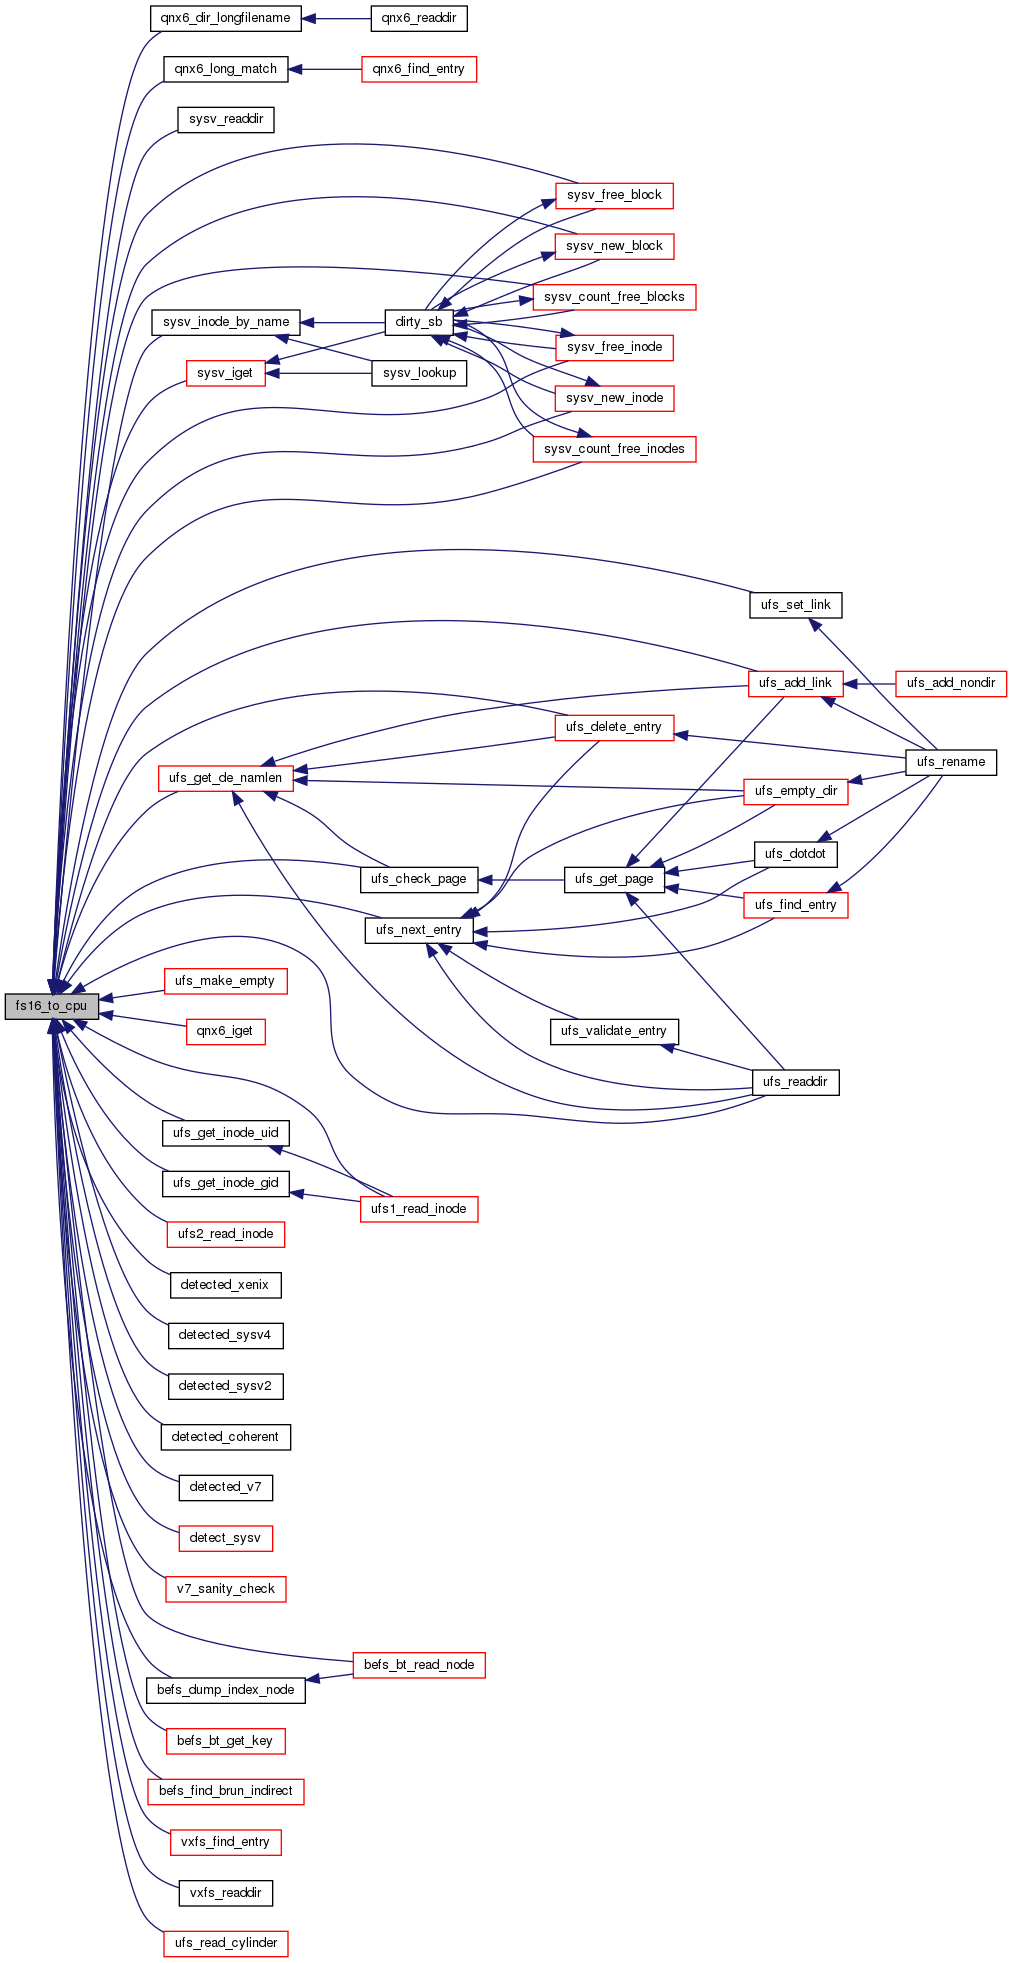 qnx6_dir_longfilename
qnx6_readdir
qnx6_long_match
qnx6_find_entry
sysv_readdir
sysv_free_block
sysv_new_block
sysv_count_free_blocks
sysv_inode_by_name
dirty_sb
sysv_free_inode
sysv_iget
sysv_lookup
sysv_new_inode
sysv_count_free_inodes
ufs_set_link
ufs_add_link
ufs_add_nondir
ufs_delete_entry
ufs_rename
ufs_get_de_namlen
ufs_empty_dir
ufs_dotdot
ufs_check_page
ufs_get_page
ufs_find_entry
ufs_next_entry
ufs_make_empty
fs16_to_cpu
qnx6_iget
ufs_validate_entry
ufs_readdir
ufs_get_inode_uid
ufs_get_inode_gid
ufs1_read_inode
ufs2_read_inode
detected_xenix
detected_sysv4
detected_sysv2
detected_coherent
detected_v7
detect_sysv
v7_sanity_check
befs_bt_read_node
befs_dump_index_node
befs_bt_get_key
befs_find_brun_indirect
vxfs_find_entry
vxfs_readdir
ufs_read_cylinder